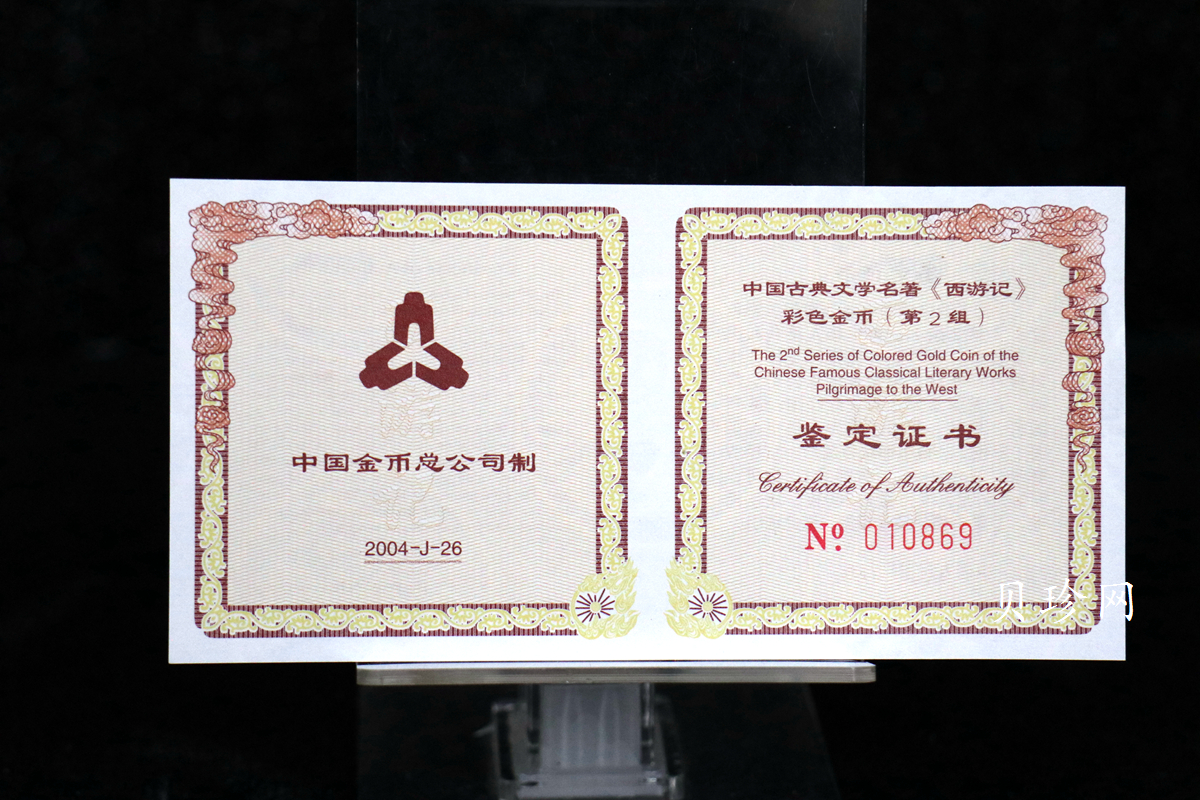 中国金币总公司制
2004-J-26
中国古典文学名著《西游记》
彩色金币(第2组)
The 2nd Series of Colored Gold Coin of the
Chinese Famous Classical Literary Works
Pilgrimage to the West
鉴定证书
Certificate of Authenticity
Nº. 010869
贝珍网